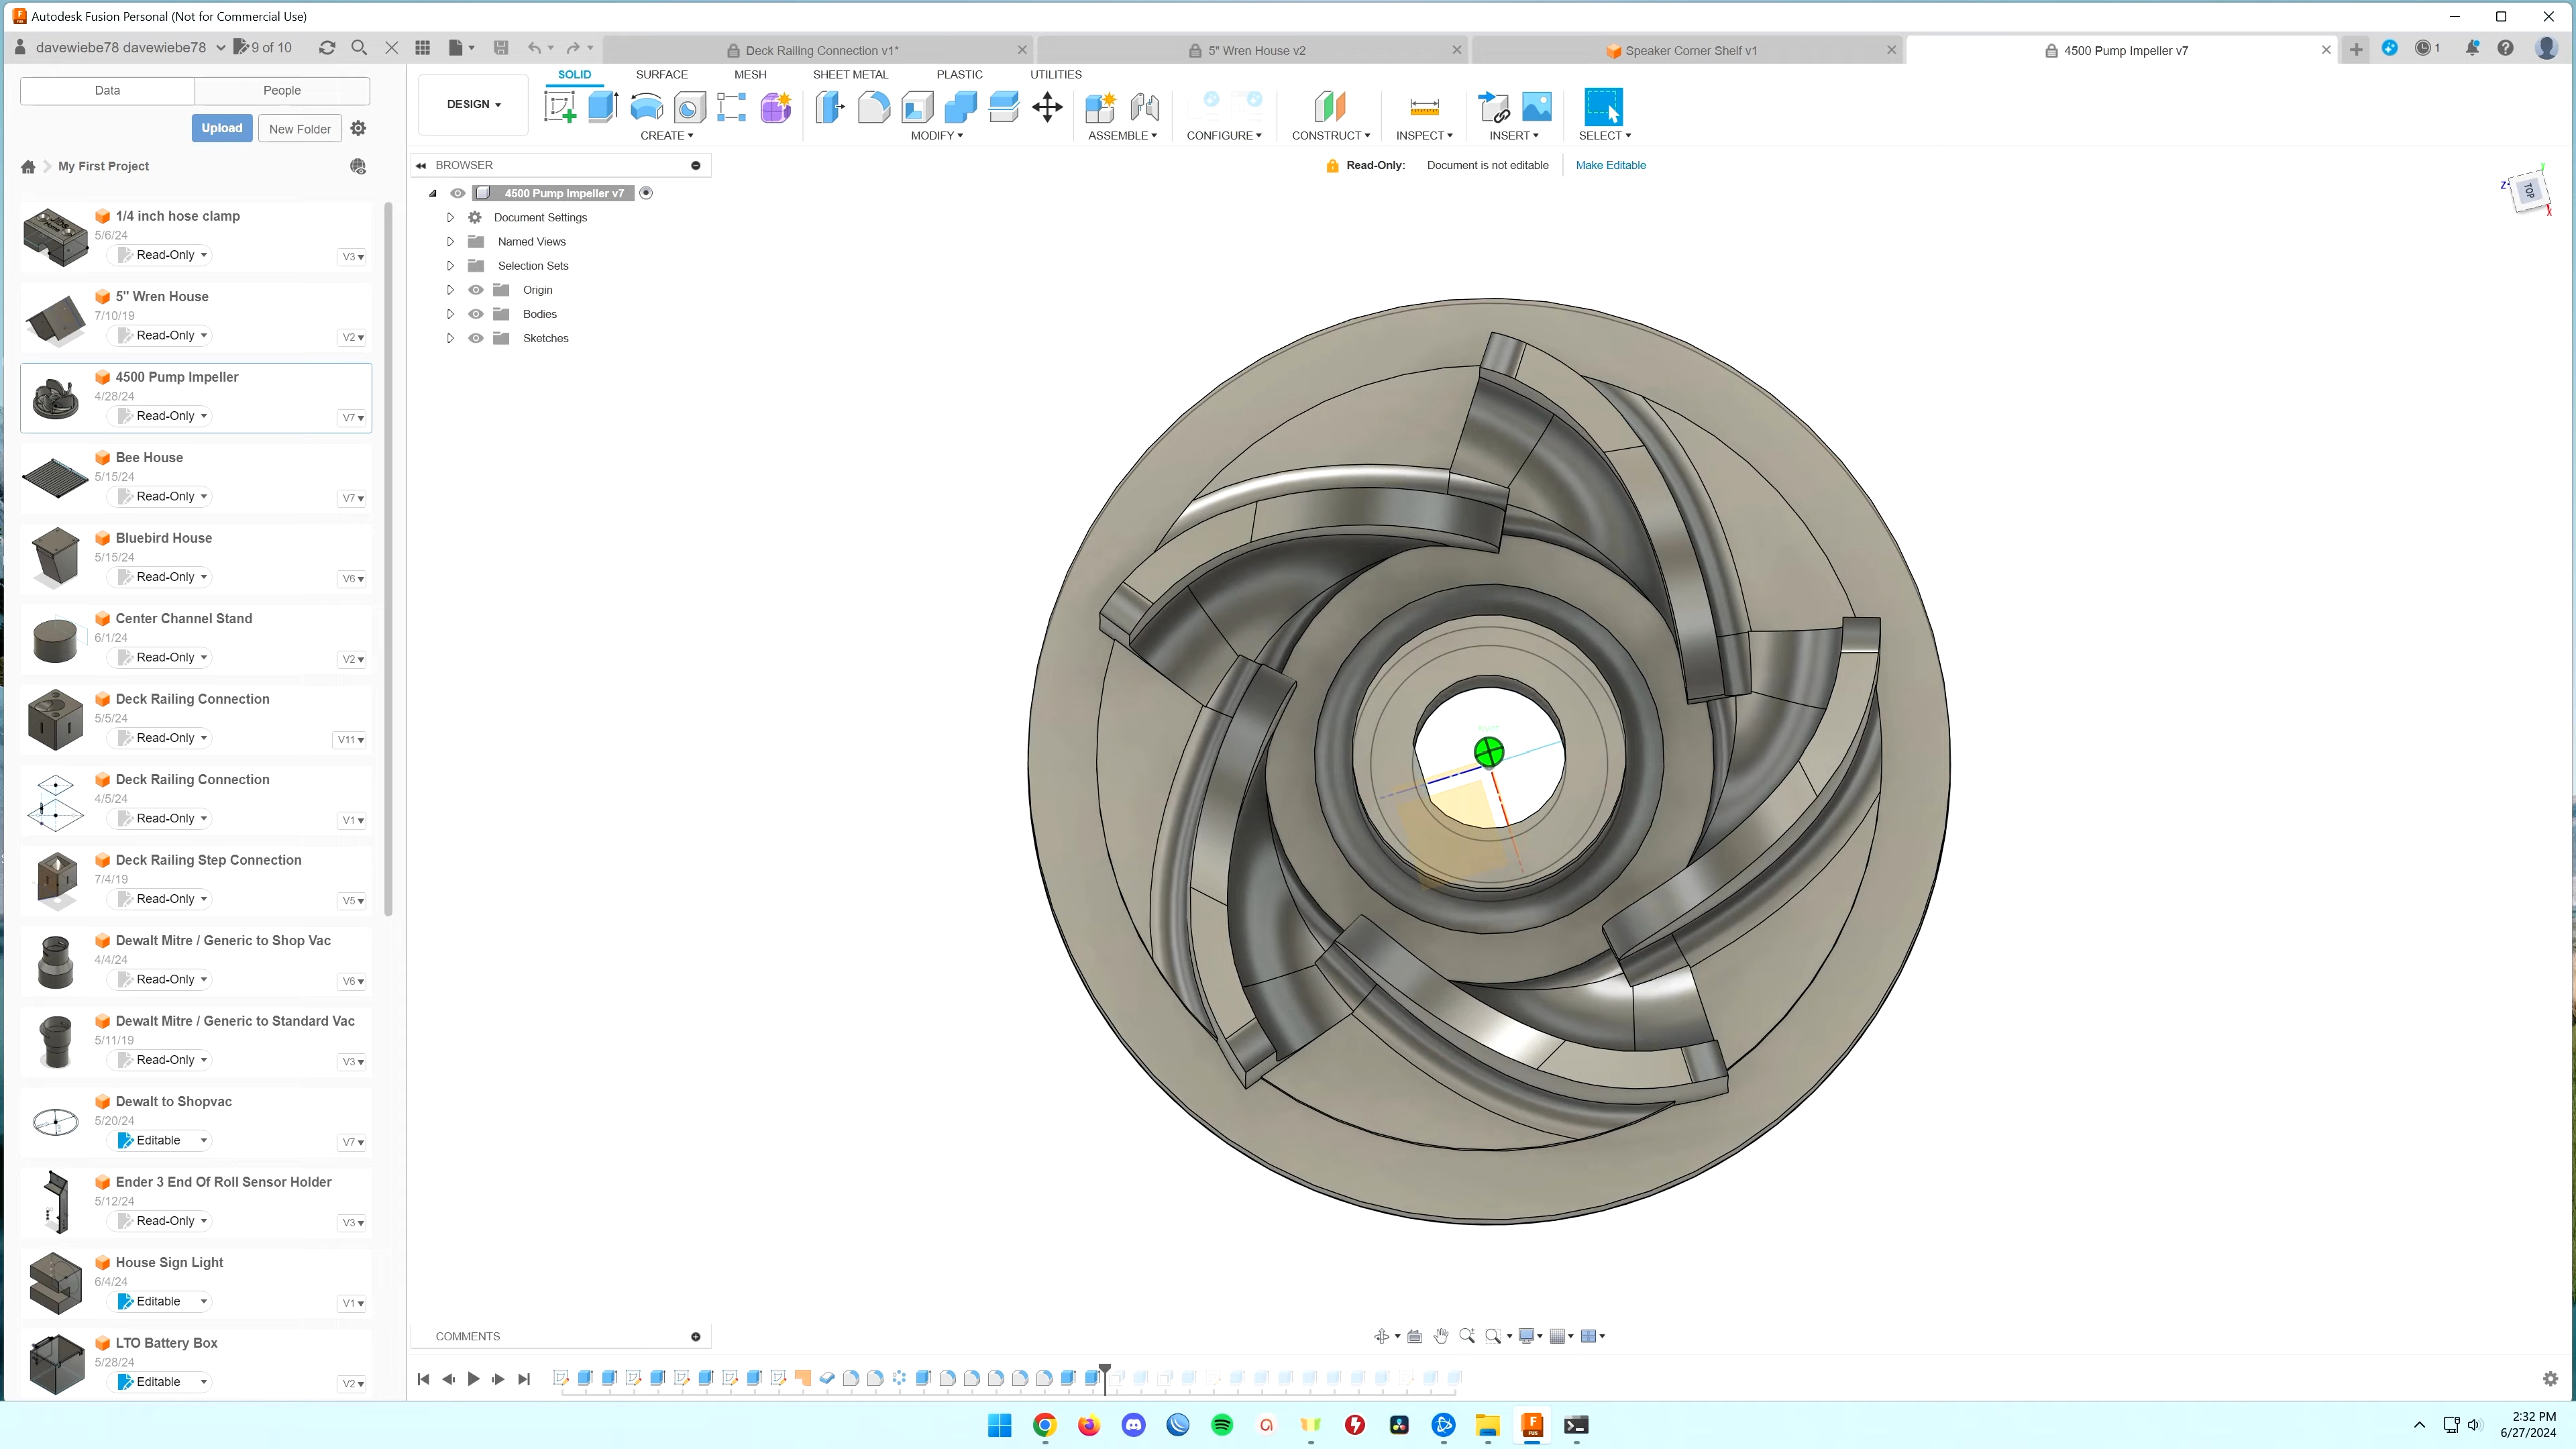 Autodesk Fusion Personal (Not for Commercial Use)
davewiebe78 davewiebe78
9 of 10
Deck Railing Connection v1*
5" Wren House v2
Speaker Corner Shelf v1
4500 Pump Impeller v7
1
Data
People
Upload
New Folder
My First Project
DESIGN
SOLID
SURFACE
MESH
SHEET METAL
PLASTIC
UTILITIES
CREATE
MODIFY
ASSEMBLE
CONFIGURE
CONSTRUCT
INSPECT
INSERT
SELECT
BROWSER
Read-Only:
Document is not editable
Make Editable
4500 Pump Impeller v7
Document Settings
Named Views
Selection Sets
Origin
Bodies
Sketches
TOP
Z
Y
X
1/4 inch hose clamp
5/6/24
Read-Only
V3
5" Wren House
7/10/19
Read-Only
V2
4500 Pump Impeller
4/28/24
Read-Only
V7
Bee House
5/15/24
Read-Only
V7
Bluebird House
5/15/24
Read-Only
V6
Center Channel Stand
6/1/24
Read-Only
V2
Deck Railing Connection
5/5/24
Read-Only
V11
Deck Railing Connection
4/5/24
Read-Only
V1
Deck Railing Step Connection
7/4/19
Read-Only
V5
Dewalt Mitre / Generic to Shop Vac
4/4/24
Read-Only
V6
Dewalt Mitre / Generic to Standard Vac
5/11/19
Read-Only
V3
Dewalt to Shopvac
5/20/24
Editable
V7
Ender 3 End Of Roll Sensor Holder
5/12/24
Read-Only
V3
House Sign Light
6/4/24
Editable
V1
LTO Battery Box
5/28/24
Editable
V2
COMMENTS
2:32 PM
6/27/2024